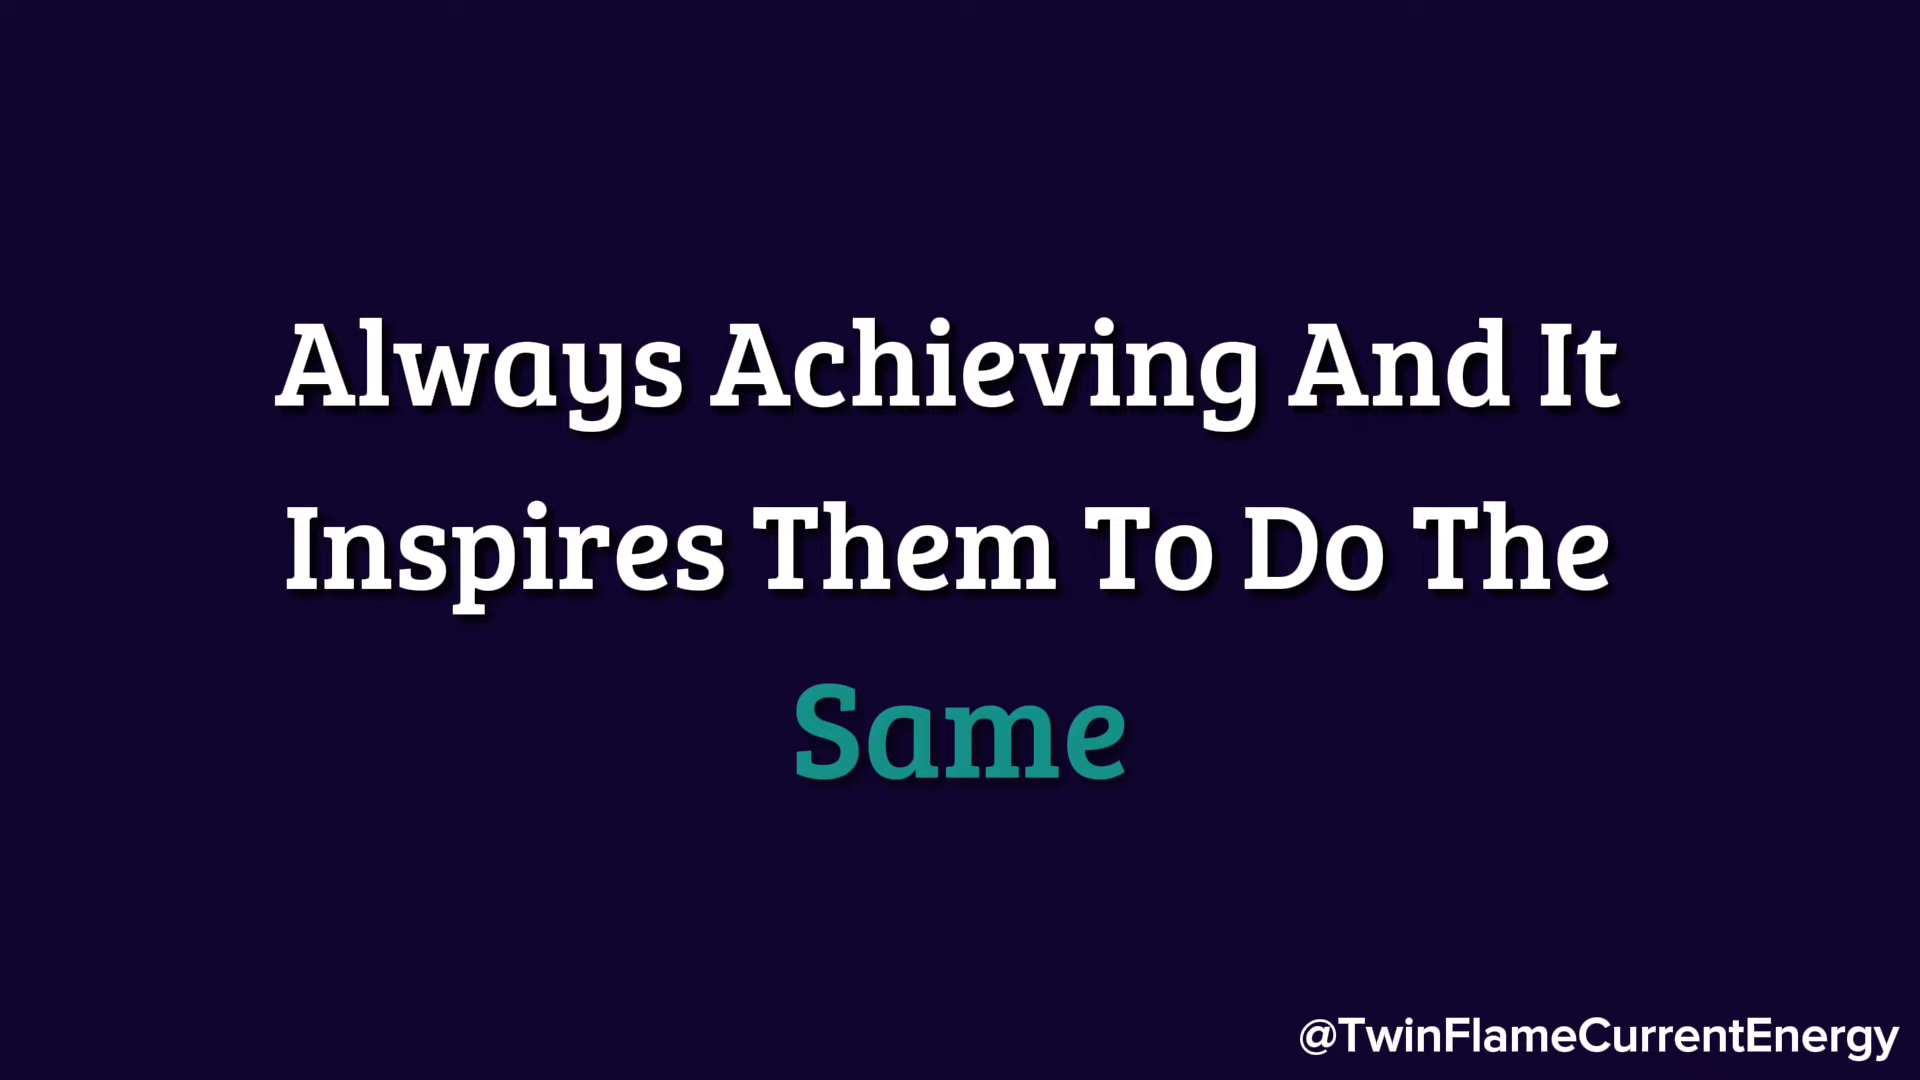 Always Achieving And It
Inspires Them To Do The
Same
@TwinFlameCurrentEnergy